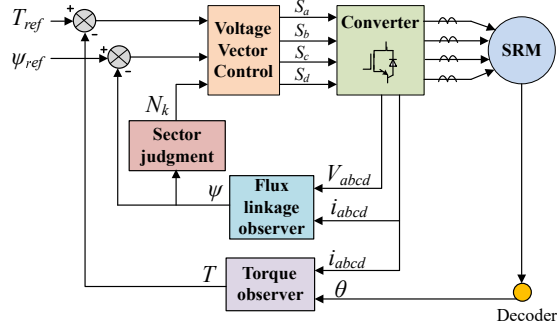 T_ref
+
-
S_a
ψ_ref
+
-
Voltage
Vector
Control
S_b
S_c
S_d
Converter
SRM
N_k
Sector
judgment
V_abcd
ψ
Flux
linkage
observer
i_abcd
i_abcd
T
Torque
observer
θ
Decoder